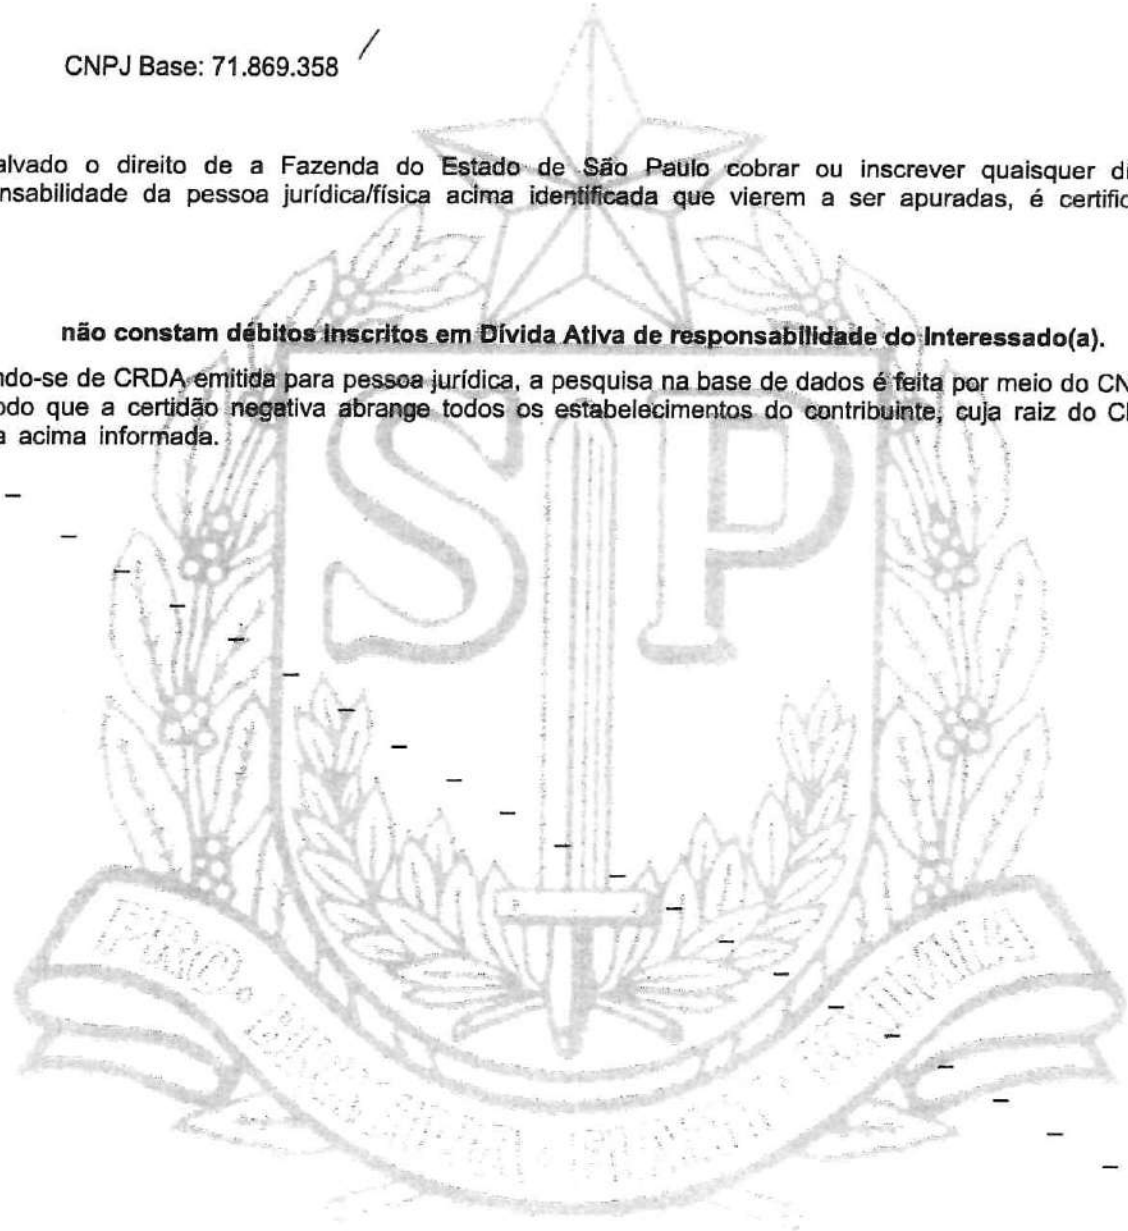 CNPJ Base: 71.869.358 /
alvado o direito de a Fazenda do Estado de São Paulo cobrar ou inscrever quaisquer dí
nsabilidade da pessoa jurídica/física acima identificada que vierem a ser apuradas, é certific
não constam débitos inscritos em Dívida Ativa de responsabilidade do Interessado(a).
ndo-se de CRDA emitida para pessoa jurídica, a pesquisa na base de dados é feita por meio do CN
odo que a certidão negativa abrange todos os estabelecimentos do contribuinte, cuja raiz do C
a acima informada.
SP